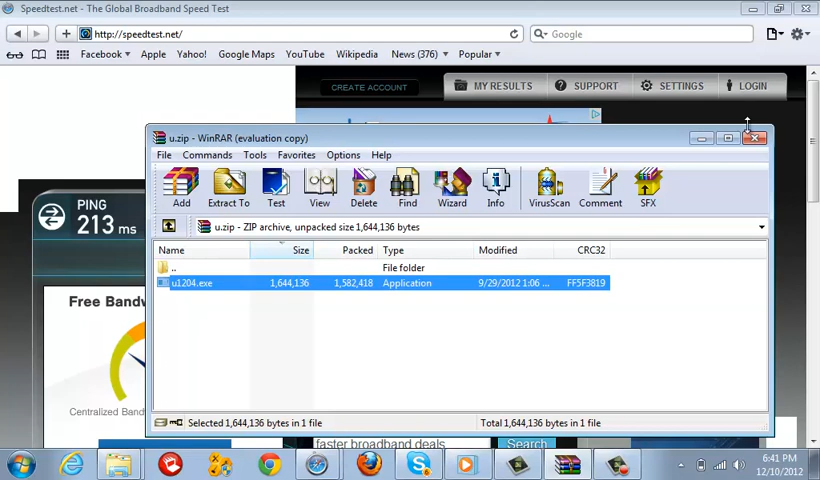 Speedtest.net - The Global Broadband Speed Test
http://speedtest.net/
Google
Facebook Apple Yahoo! Google Maps YouTube Wikipedia News (376) Popular
CREATE ACCOUNT MY RESULTS SUPPORT SETTINGS LOGIN
u.zip - WinRAR (evaluation copy)
File Commands Tools Favorites Options Help
Add Extract To Test View Delete Find Wizard Info VirusScan Comment SFX
PING
213 ms
u.zip - ZIP archive, unpacked size 1,644,136 bytes
Name Size Packed Type Modified CRC32
.. File folder
u1204.exe 1,644,136 1,582,418 Application 9/29/2012 1:06 ... FF5F3819
Free Bandw
Centralized Band
Selected 1,644,136 bytes in 1 file Total 1,644,136 bytes in 1 file
faster broadband deals Search
6:41 PM
12/10/2012